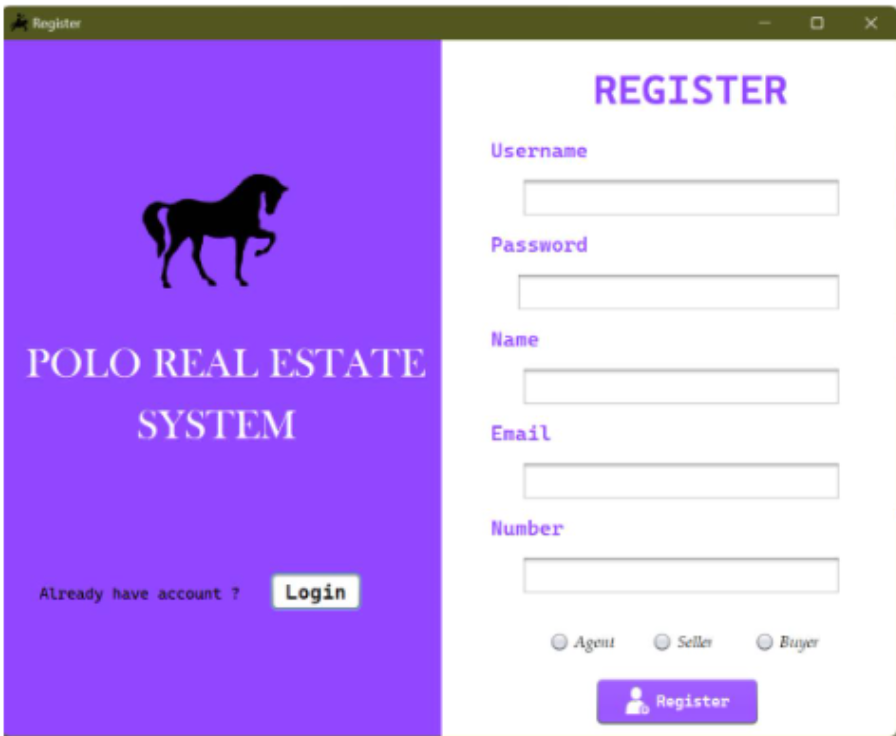 Register
POLO REAL ESTATE
SYSTEM
Already have account ?
Login
REGISTER
Username
Password
Name
Email
Number
Agent
Seller
Buyer
Register